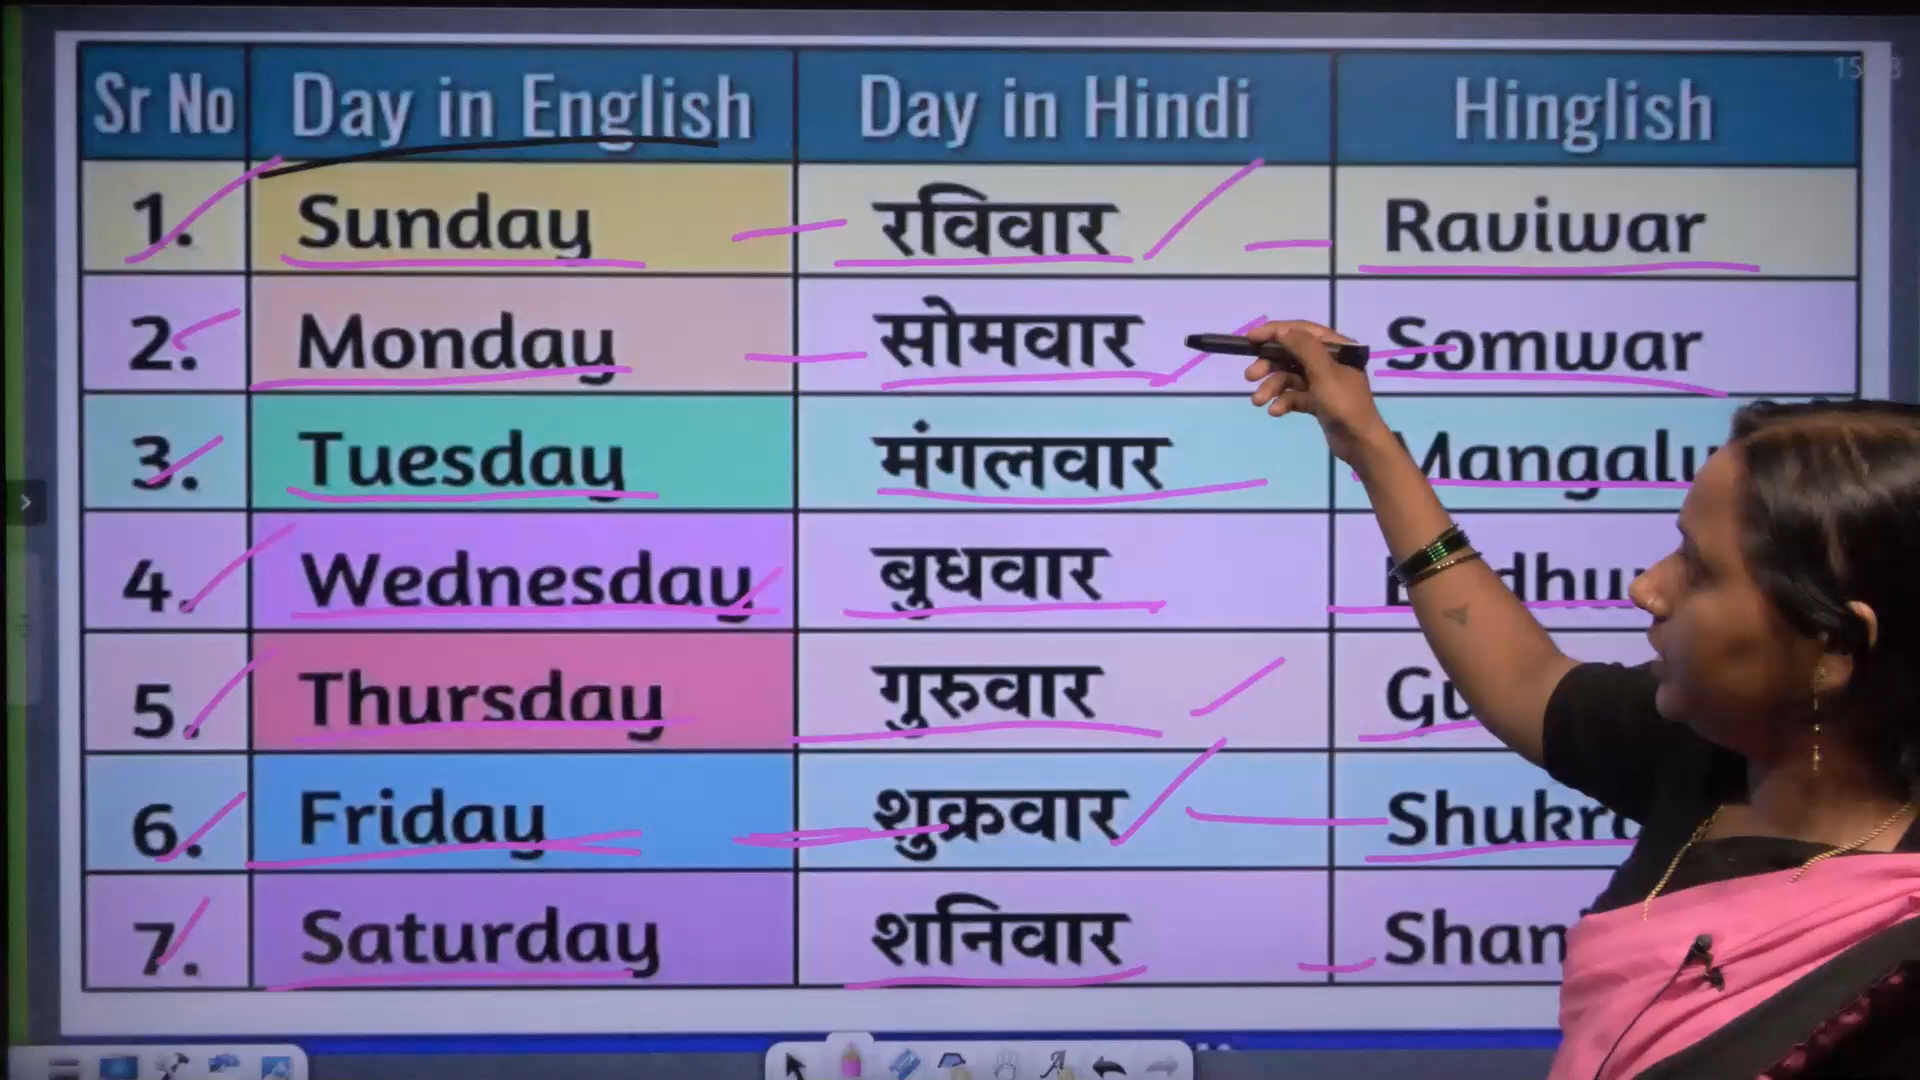 Sr No Day in English Day in Hindi Hinglish
1. Sunday रविवार Raviwar
2. Monday सोमवार Somwar
3. Tuesday मंगलवार
4. Wednesday बुधवार
5. Thursday गुरुवार
6. Friday शुक्रवार
7. Saturday शनिवार